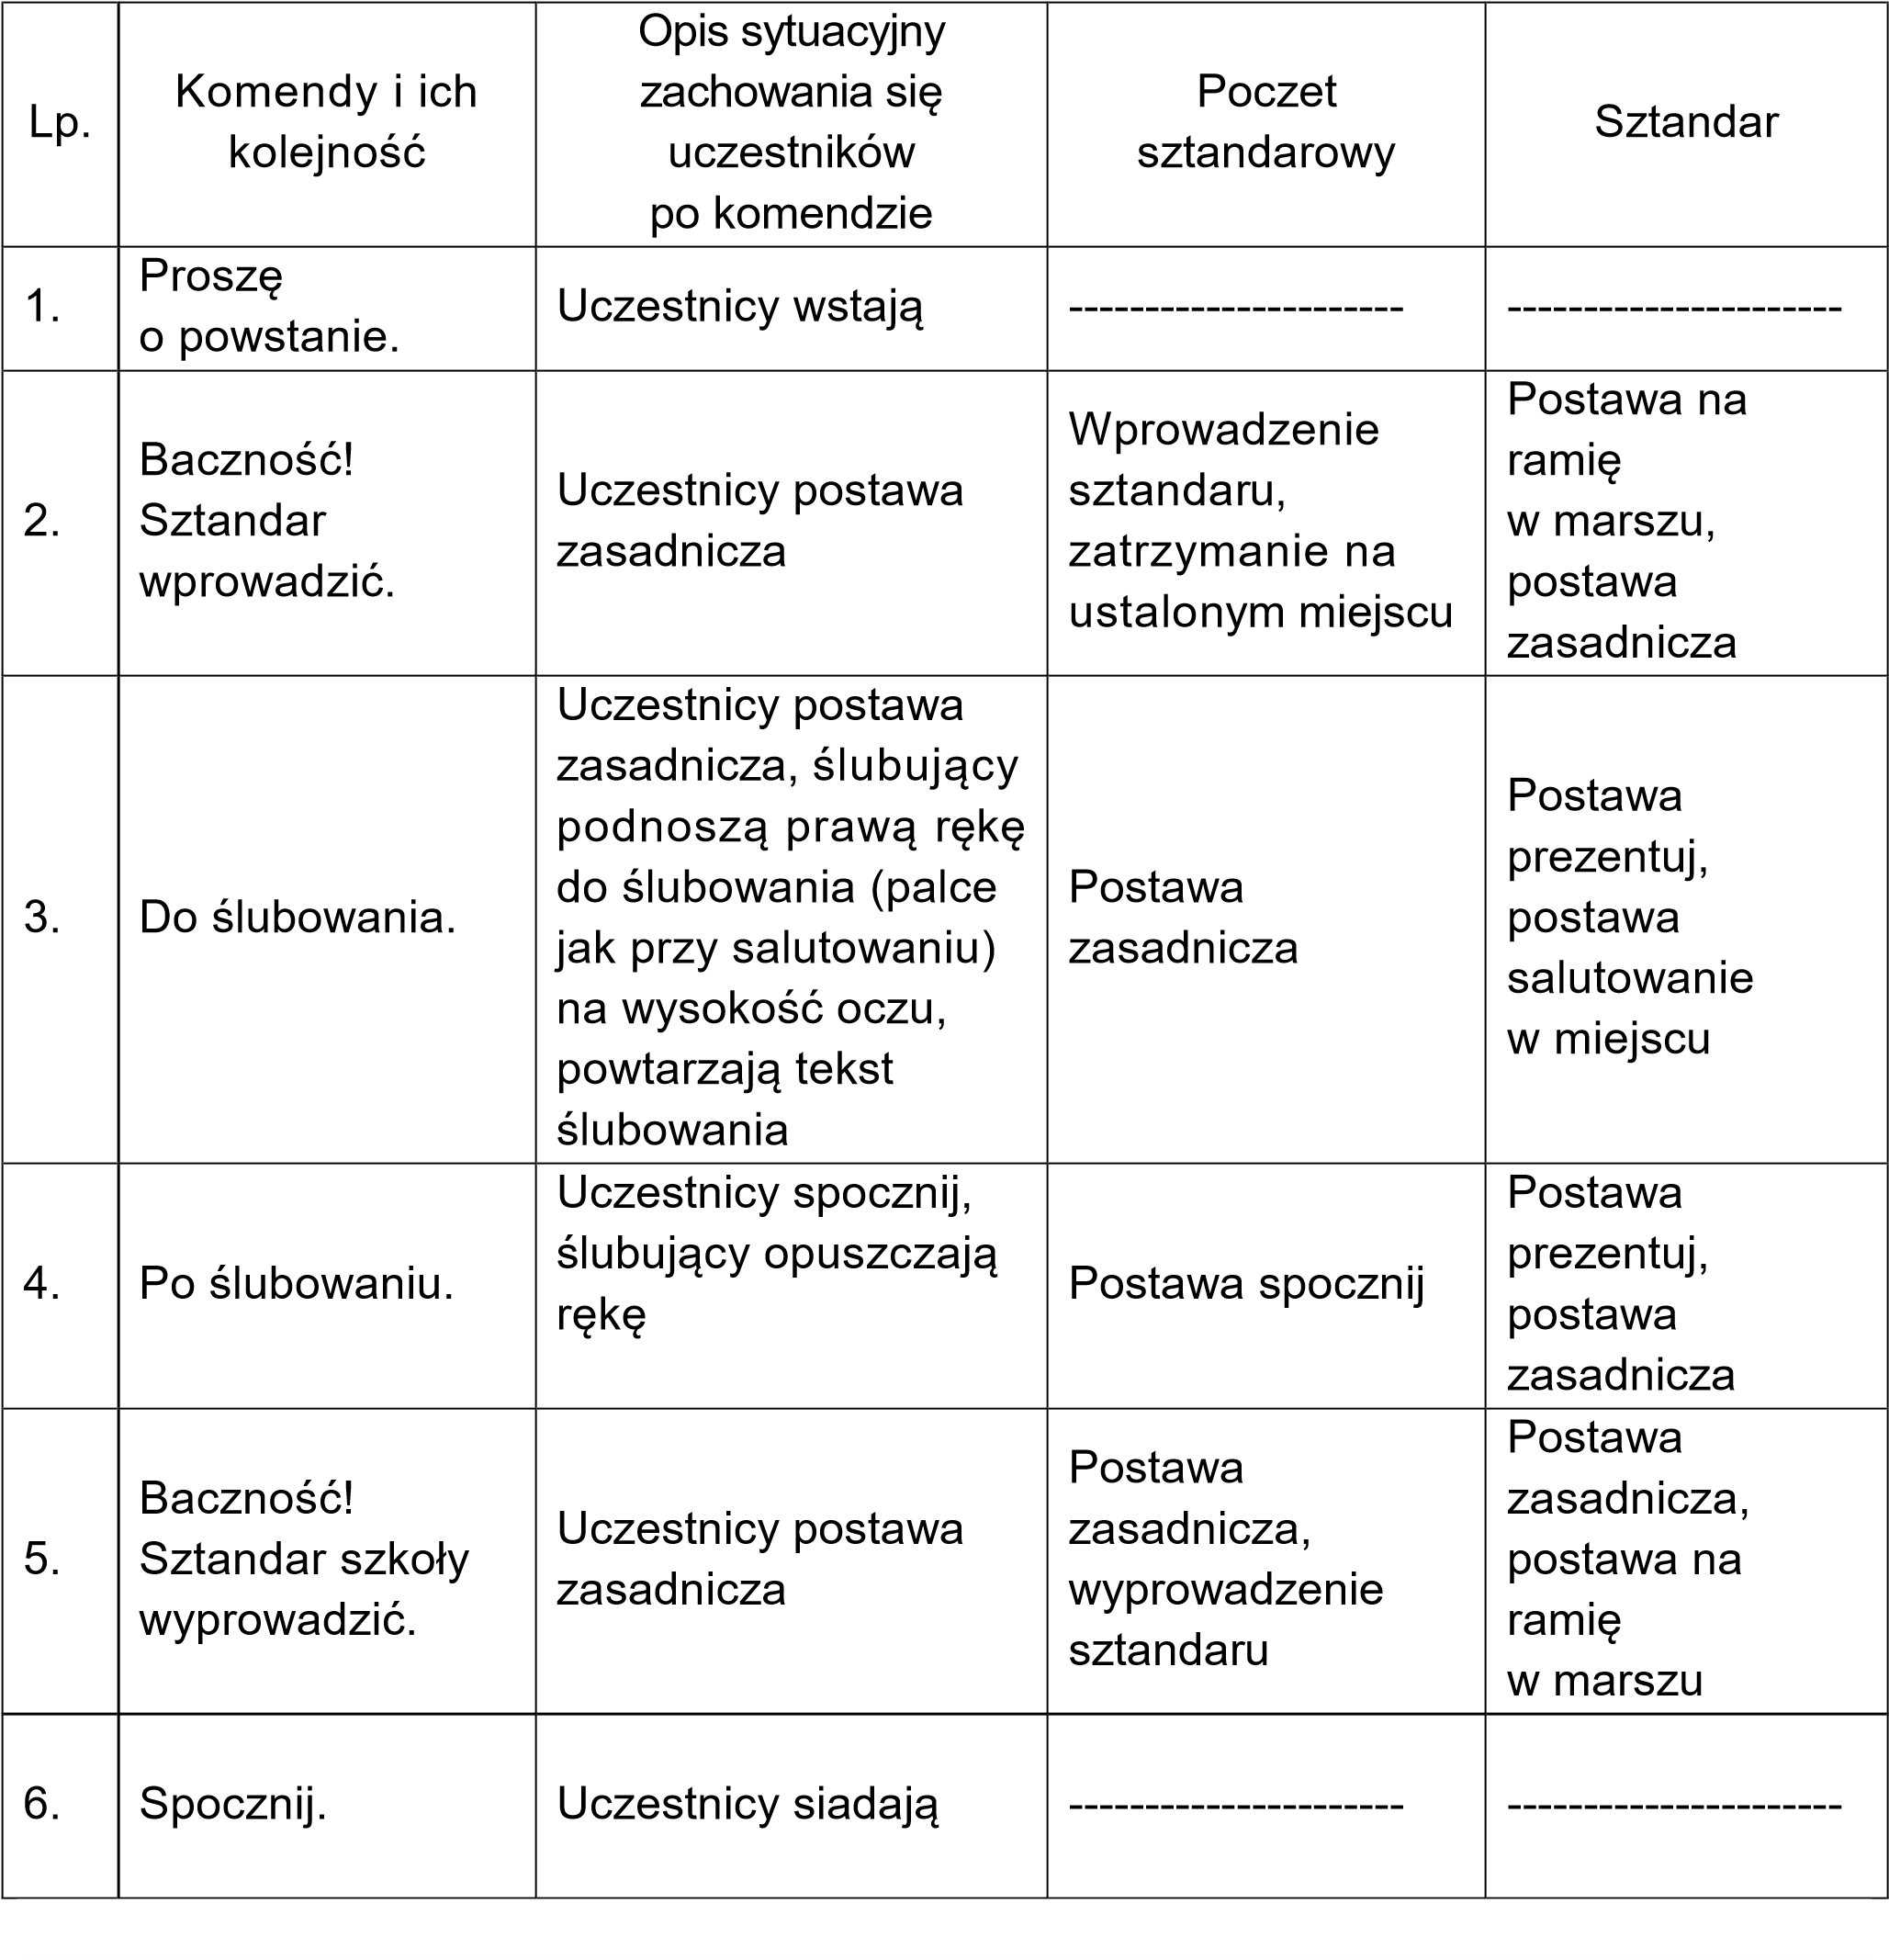 Lp.
Komendy i ich
kolejność
Opis sytuacyjny
zachowania się
uczestników
po komendzie
Poczet
sztandarowy
Sztandar
1.
Proszę
o powstanie.
Uczestnicy wstają
----------------------
----------------------
2.
Baczność!
Sztandar
wprowadzić.
Uczestnicy postawa
zasadnicza
Wprowadzenie
sztandaru,
zatrzymanie na
ustalonym miejscu
Postawa na
ramię
w marszu,
postawa
zasadnicza
3.
Do ślubowania.
Uczestnicy postawa
zasadnicza, ślubujący
podnoszą prawą rękę
do ślubowania (palce
jak przy salutowaniu)
na wysokość oczu,
powtarzają tekst
ślubowania
Postawa
zasadnicza
Postawa
prezentuj,
postawa
salutowanie
w miejscu
4.
Po ślubowaniu.
Uczestnicy spocznij,
ślubujący opuszczają
rękę
Postawa spocznij
Postawa
prezentuj,
postawa
zasadnicza
5.
Baczność!
Sztandar szkoły
wyprowadzić.
Uczestnicy postawa
zasadnicza
Postawa
zasadnicza,
wyprowadzenie
sztandaru
Postawa
zasadnicza,
postawa na
ramię
w marszu
6.
Spocznij.
Uczestnicy siadają
----------------------
----------------------